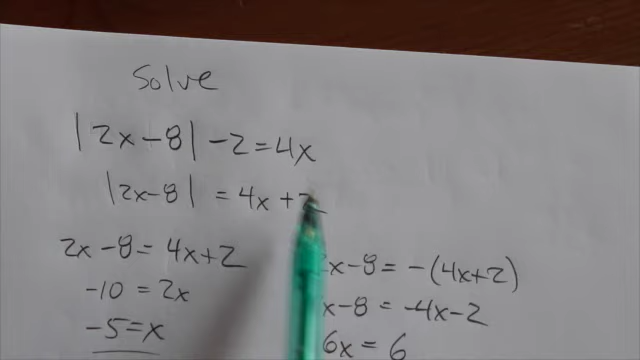 Solve
|2x-8|-2=4x
|2x-8| = 4x+2
2x-8=4x+2
-10=2x
-5=x
x-8=-(4x+2)
x-8=-4x-2
6x=6